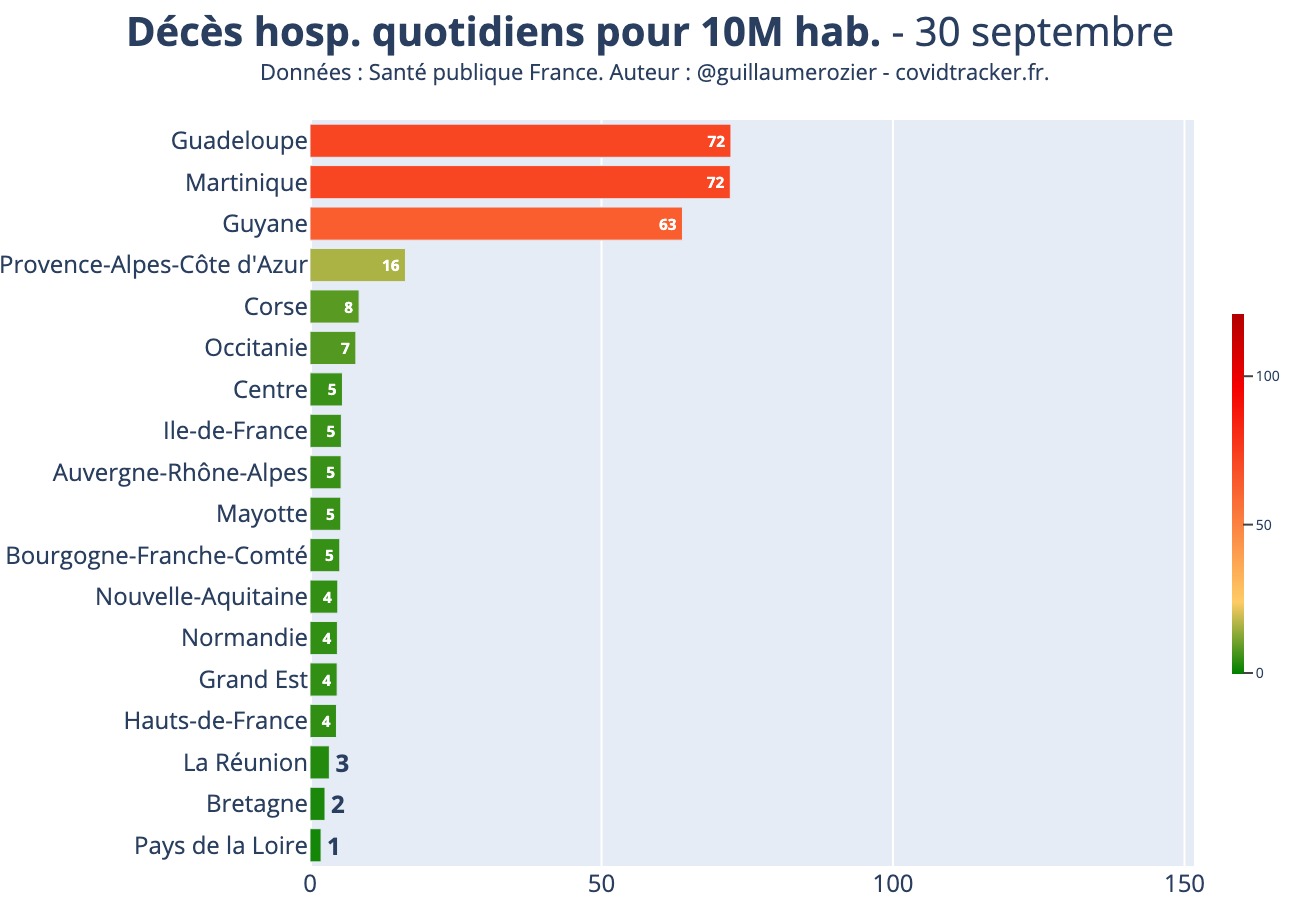 Décès hosp. quotidiens pour 10M hab. - 30 septembre
Données : Santé publique France. Auteur : @guillaumerozier - covidtracker.fr.
Guadeloupe 72
Martinique 72
Guyane 63
Provence-Alpes-Côte d'Azur 16
Corse 8
Occitanie 7
Centre 5
Ile-de-France 5
Auvergne-Rhône-Alpes 5
Mayotte 5
Bourgogne-Franche-Comté 5
Nouvelle-Aquitaine 4
Normandie 4
Grand Est 4
Hauts-de-France 4
La Réunion 3
Bretagne 2
Pays de la Loire 1
0 50 100 150
100
50
0